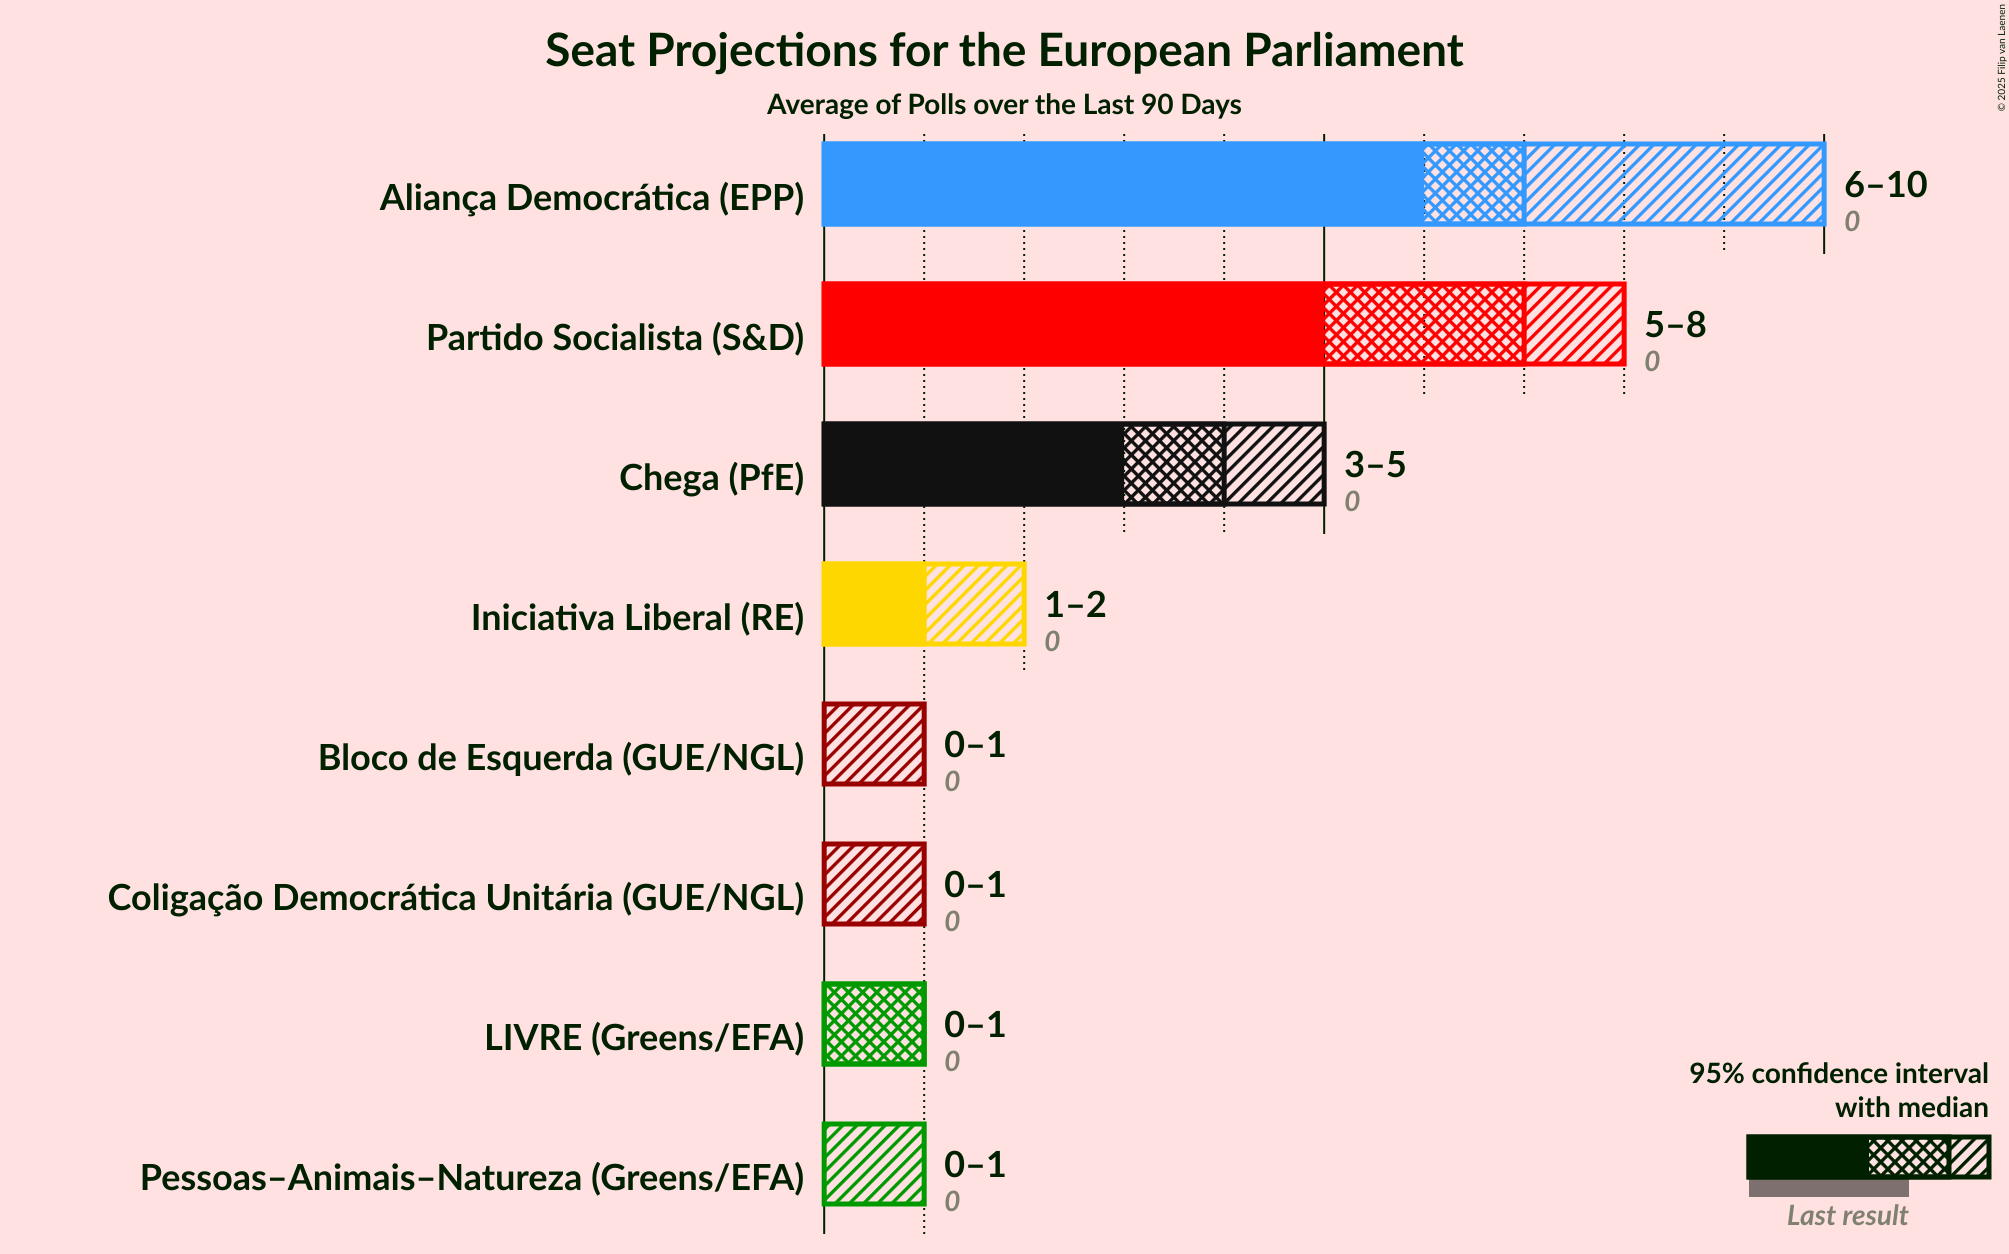 Seat Projections for the European Parliament
Average of Polls over the Last 90 Days
© 2025 Filip van Laenen
Aliança Democrática (EPP)
6–10
0
Partido Socialista (S&D)
5–8
0
Chega (PfE)
3–5
0
Iniciativa Liberal (RE)
1–2
0
Bloco de Esquerda (GUE/NGL)
0–1
0
Coligação Democrática Unitária (GUE/NGL)
0–1
0
LIVRE (Greens/EFA)
0–1
0
Pessoas–Animais–Natureza (Greens/EFA)
0–1
0
95% confidence interval
with median
Last result